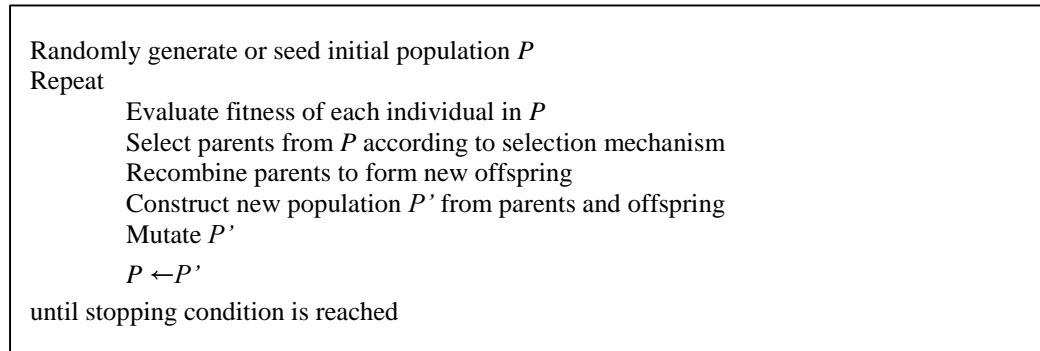 Randomly generate or seed initial population P
Repeat
Evaluate fitness of each individual in P
Select parents from P according to selection mechanism
Recombine parents to form new offspring
Construct new population P’ from parents and offspring
Mutate P’
P ←P’
until stopping condition is reached